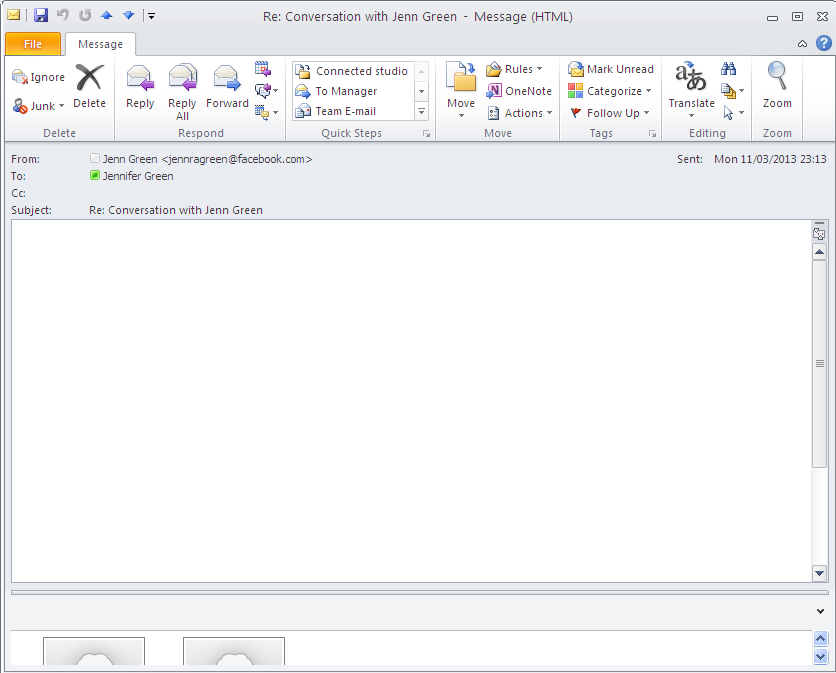 Re: Conversation with Jenn Green - Message (HTML)
File Message
Ignore
Junk
Delete
Delete
Reply
Reply All
Forward
Respond
Connected studio
To Manager
Team E-mail
Quick Steps
Move
Rules
OneNote
Actions
Move
Mark Unread
Categorize
Follow Up
Tags
Translate
Editing
Zoom
Zoom
From: Jenn Green <jennragreen@facebook.com> Sent: Mon 11/03/2013 23:13
To: Jennifer Green
Cc:
Subject: Re: Conversation with Jenn Green